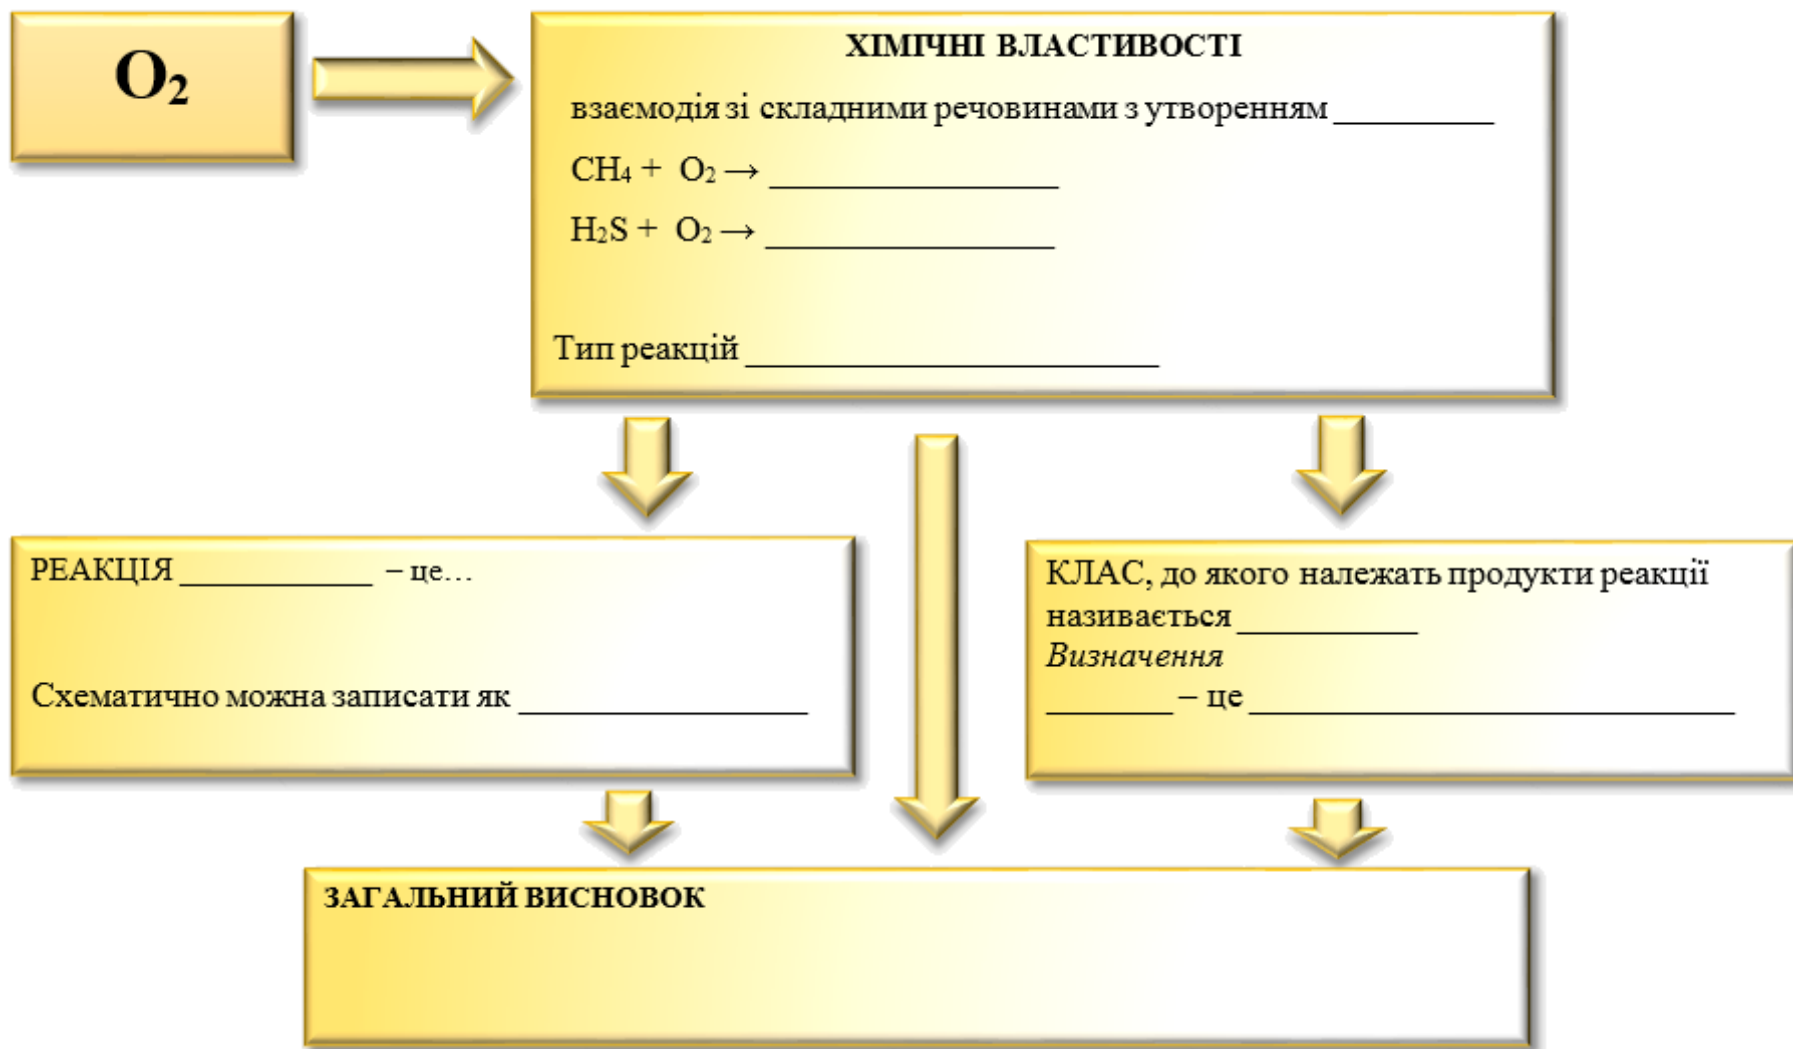 O₂
ХІМІЧНІ ВЛАСТИВОСТІ
взаємодія зі складними речовинами з утворенням __________
CH₄ + O₂ → __________________
H₂S + O₂ → __________________
Тип реакцій __________________________
РЕАКЦІЯ ____________ – це…
Схематично можна записати як __________________
КЛАС, до якого належать продукти реакції
називається ___________
Визначення
________ – це ______________________________
ЗАГАЛЬНИЙ ВИСНОВОК